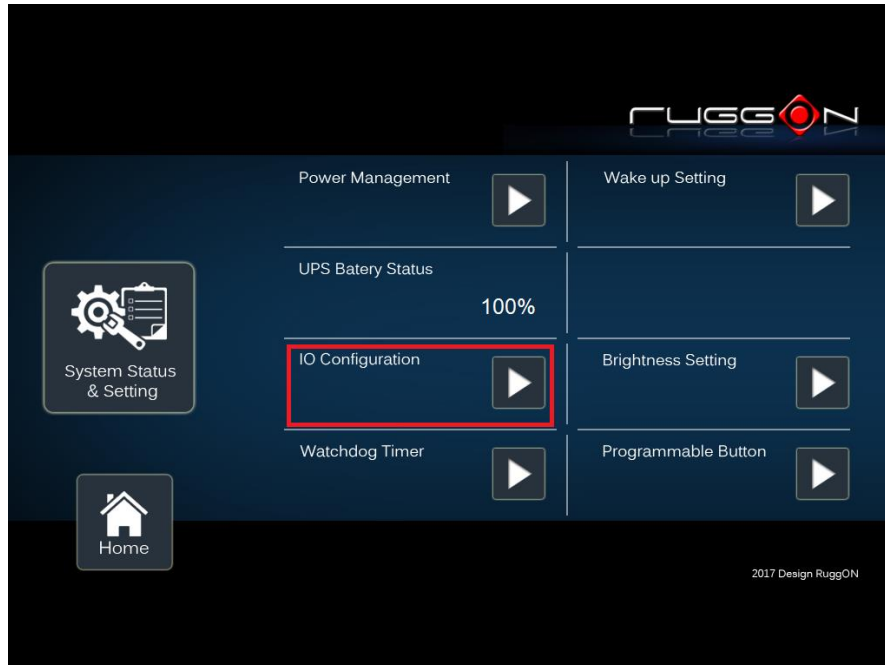 RUGGON
Power Management
Wake up Setting
UPS Batery Status
100%
System Status
& Setting
IO Configuration
Brightness Setting
Watchdog Timer
Programmable Button
Home
2017 Design RuggON